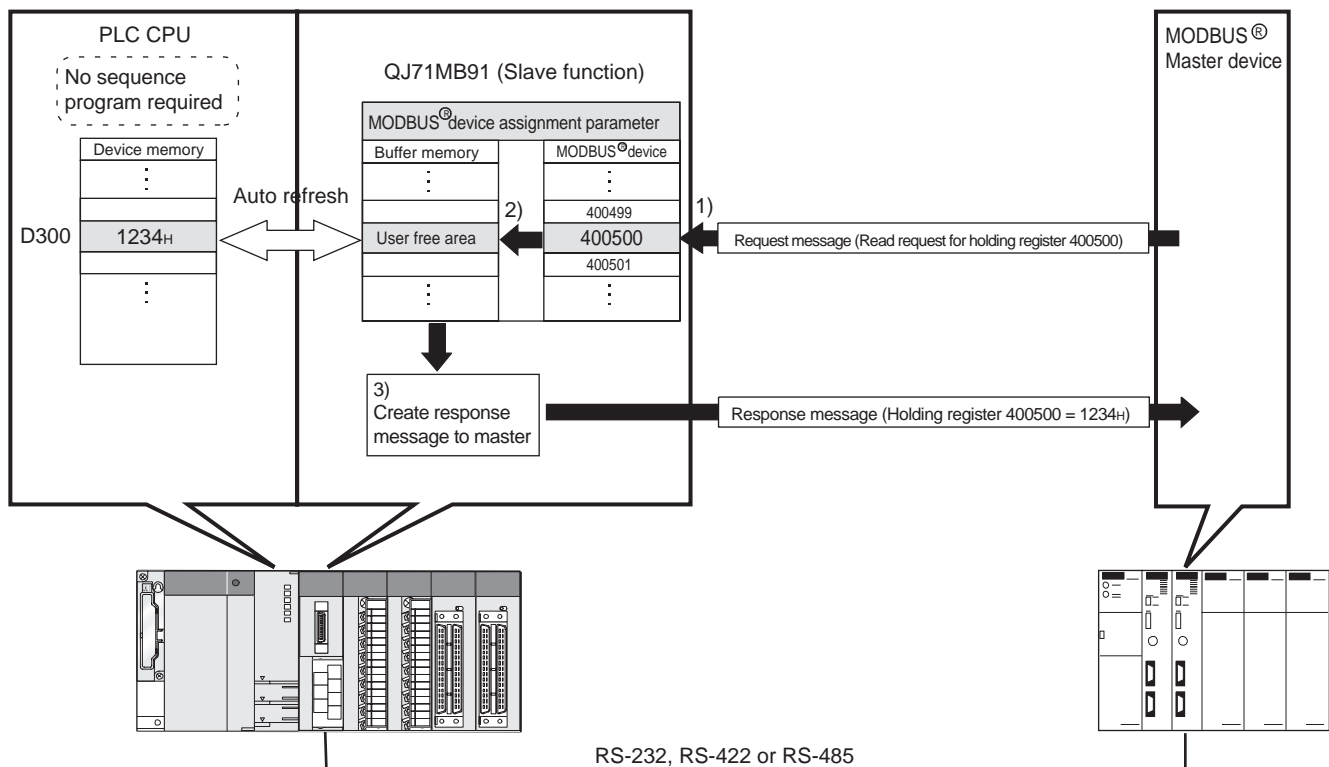 PLC CPU
No sequence
program required
Device memory
D300
1234H
Auto refresh
QJ71MB91 (Slave function)
MODBUS® device assignment parameter
Buffer memory
MODBUS® device
400499
User free area
2)
400500
400501
1)
Request message (Read request for holding register 400500)
3)
Create response
message to master
Response message (Holding register 400500 = 1234H)
MODBUS®
Master device
RS-232, RS-422 or RS-485